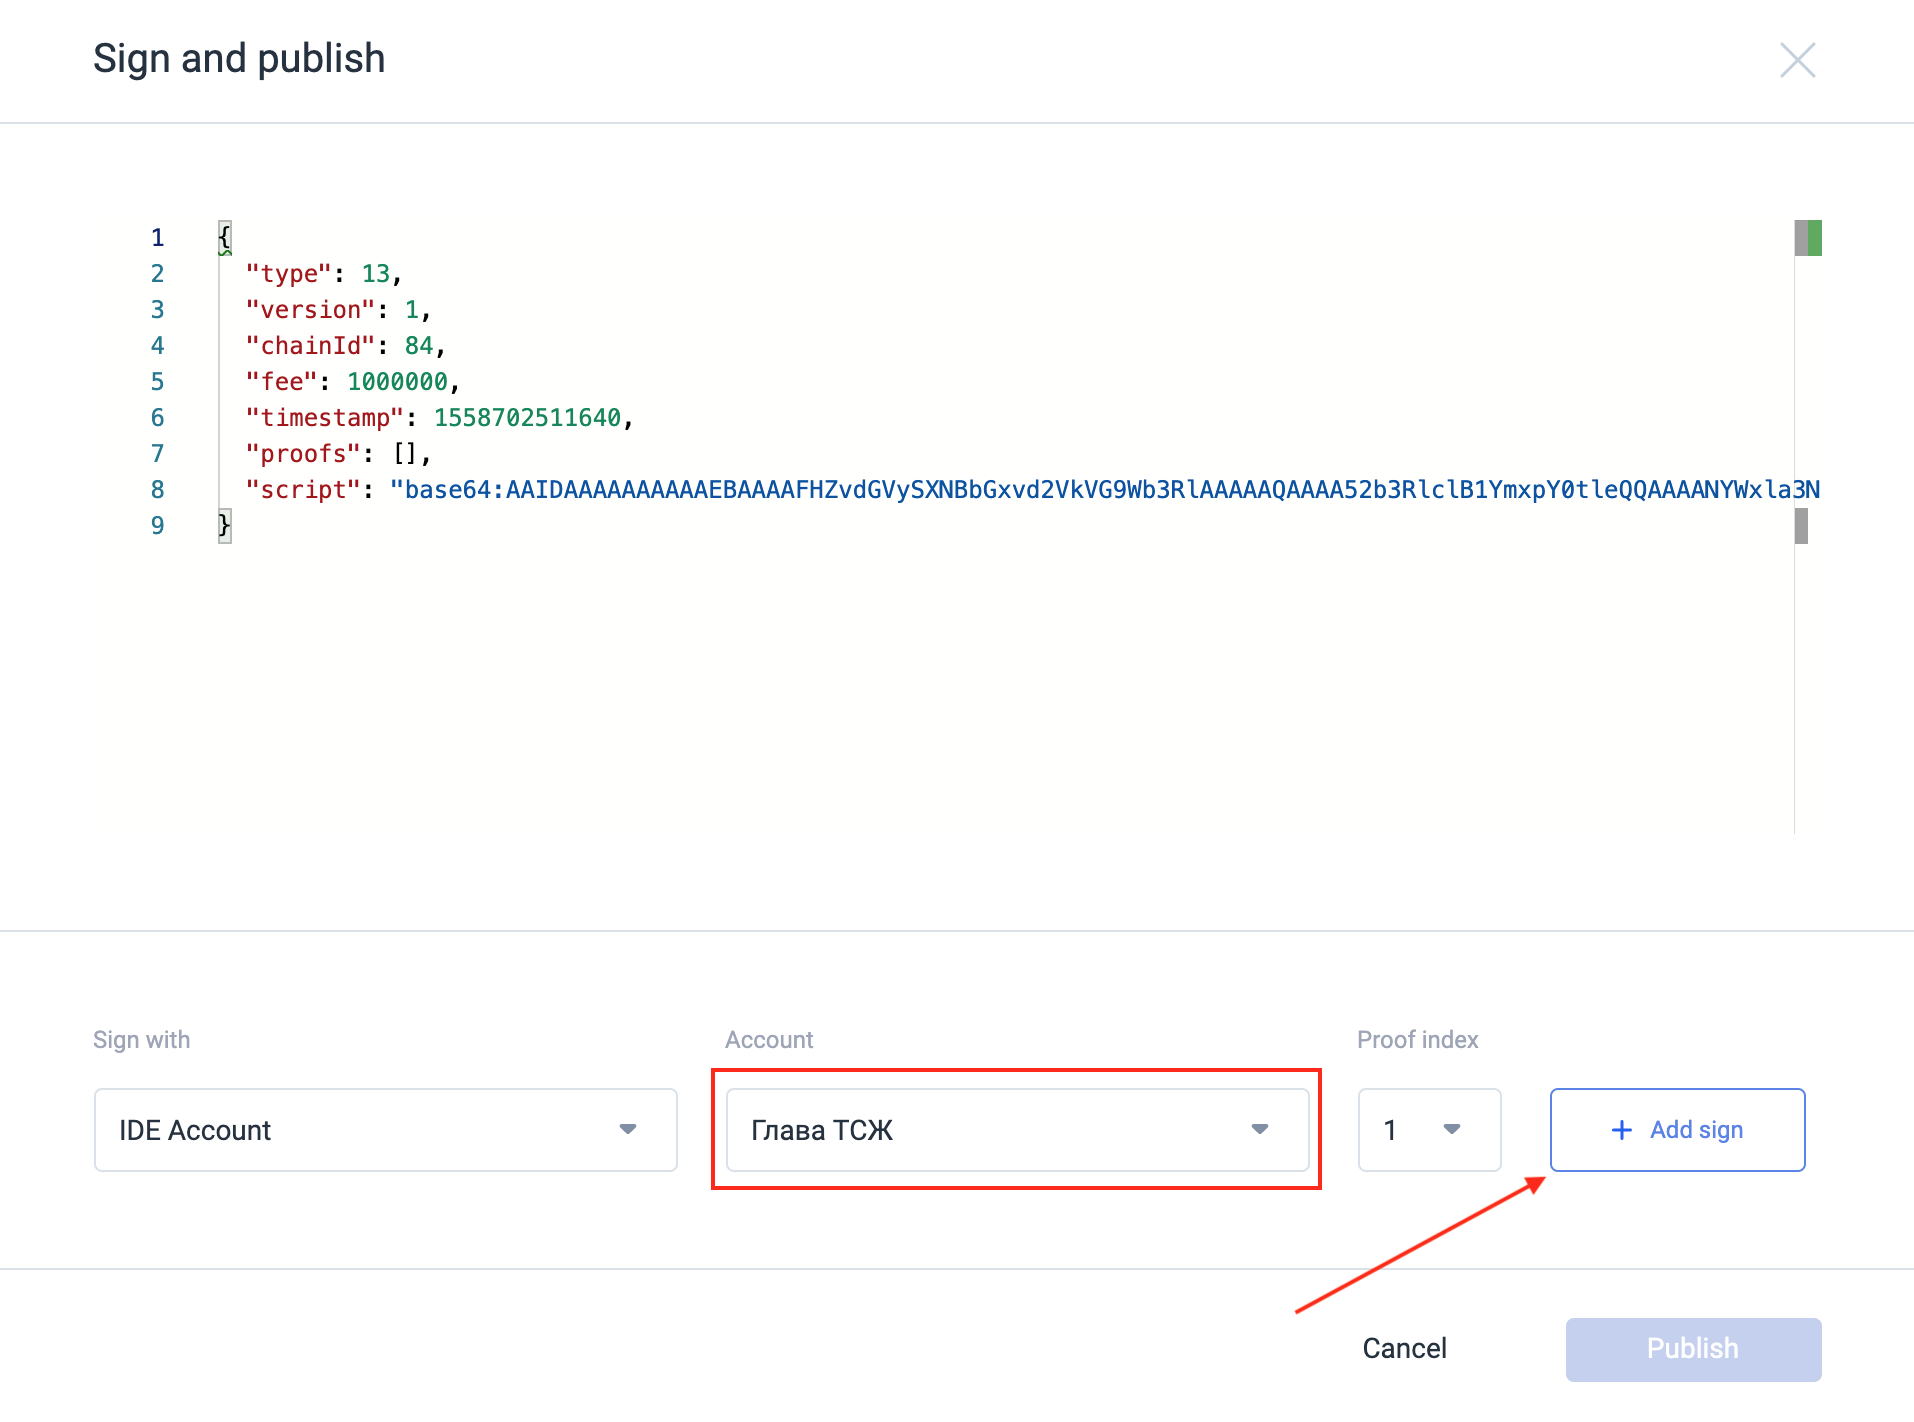 Sign and publish
1 {
2 "type": 13,
3 "version": 1,
4 "chainId": 84,
5 "fee": 1000000,
6 "timestamp": 1558702511640,
7 "proofs": [],
8 "script": "base64:AAIDAAAAAAAAAAEBAAAAFHZvdGVySXNBbGxvd2VkVG9Wb3RlAAAAAQAAAA52b3RlclB1YmxpY0tleQQAAAANYWxla3N
9 }
Sign with
Account
Proof index
IDE Account
Глава ТСЖ
1
+ Add sign
Cancel
Publish